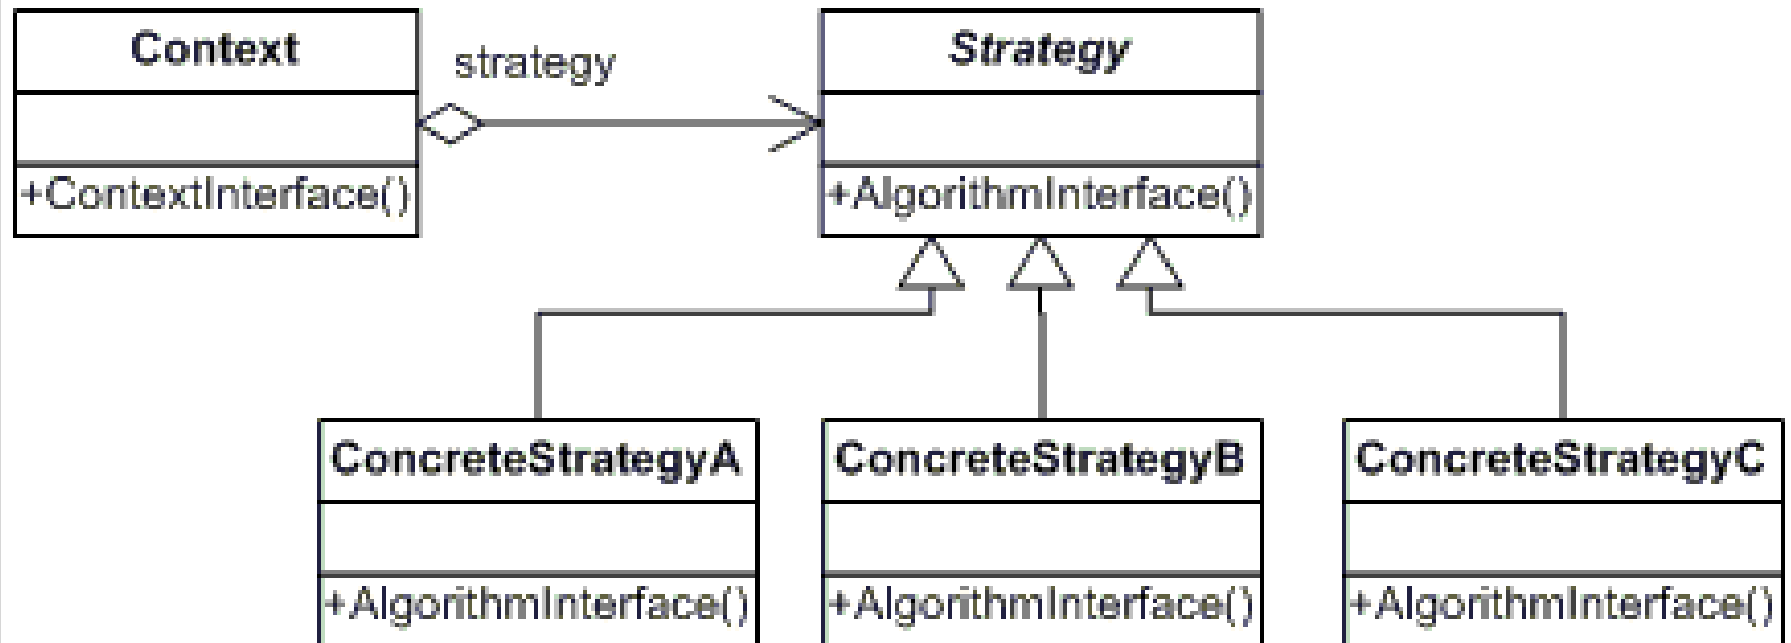 Context
strategy
Strategy
+ContextInterface()
+AlgorithmInterface()
ConcreteStrategyA
ConcreteStrategyB
ConcreteStrategyC
+AlgorithmInterface()
+AlgorithmInterface()
+AlgorithmInterface()